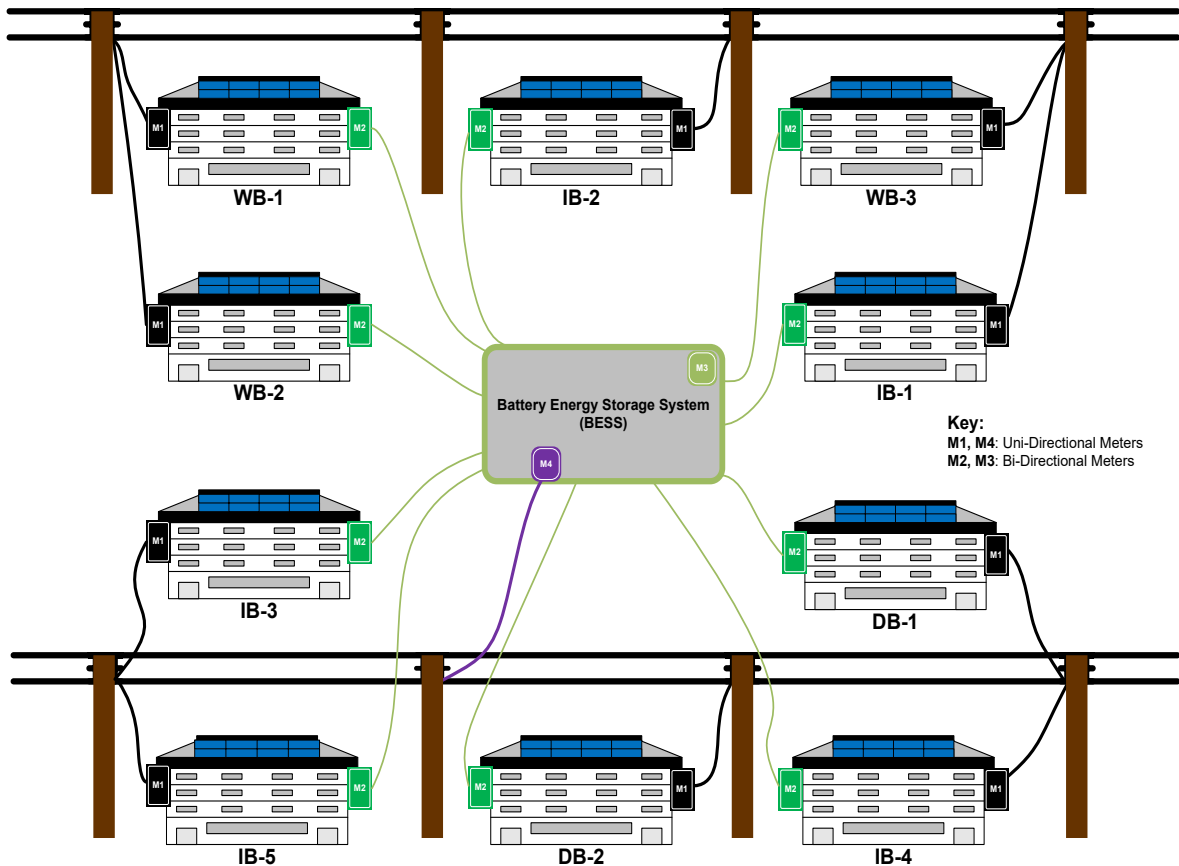 M1
M2
WB-1
M2
M1
IB-2
M2
M1
WB-3
M1
M2
WB-2
M2
M1
IB-1
M3
Battery Energy Storage System
(BESS)
M4
Key:
M1, M4: Uni-Directional Meters
M2, M3: Bi-Directional Meters
M1
M2
IB-3
M2
M1
DB-1
M1
M2
IB-5
M2
M1
DB-2
M2
M1
IB-4